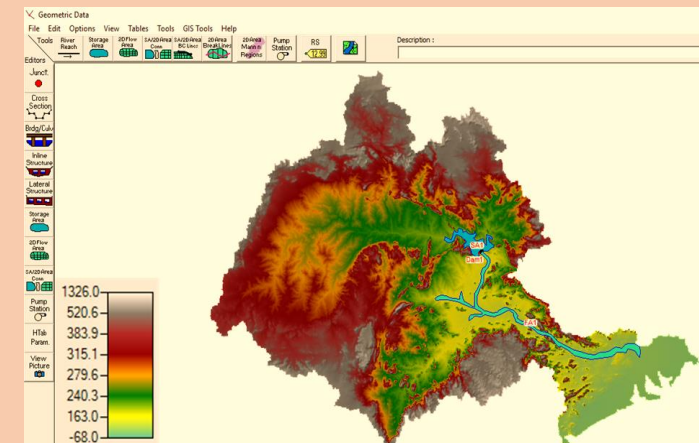 Geometric Data
File Edit Options View Tables Tools GIS Tools Help
Tools River Reach Storage Area 2D Flow Area SA/2D Area Conn SA/2D Area BC Lines 2D Area Break Lines 2D Area Mann n Regions Pump Station RS Description :
Editors
Junct.
Cross Section
Brdg/Culv
Inline Structure
Lateral Structure
Storage Area
2D Flow Area
SA/2D Area Conn
Pump Station
HTab Param.
View Picture
SA1
Dam1
FA1
1326.0
520.6
383.9
315.1
279.6
240.3
163.0
-68.0